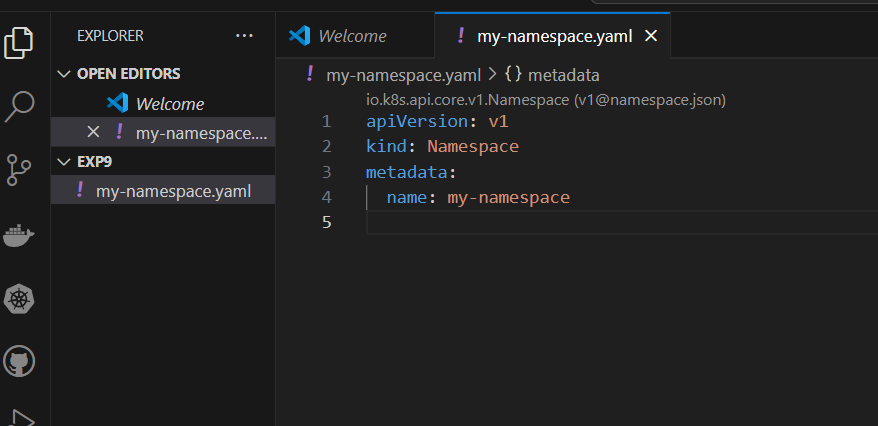 EXPLORER ...
OPEN EDITORS
Welcome
my-namespace....
EXP9
my-namespace.yaml
Welcome
my-namespace.yaml
my-namespace.yaml > {} metadata
io.k8s.api.core.v1.Namespace (v1@namespace.json)
1 apiVersion: v1
2 kind: Namespace
3 metadata:
4 name: my-namespace
5